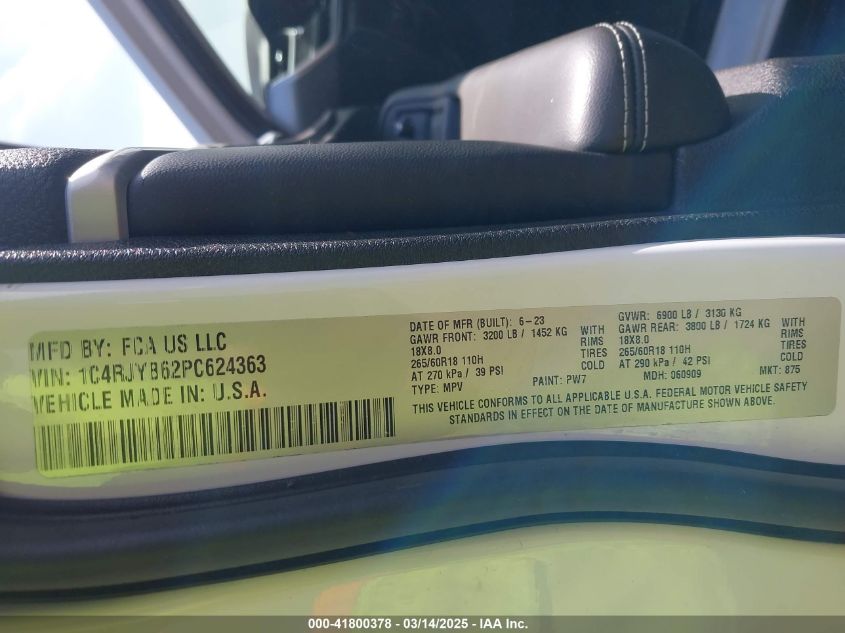 MFD BY: FCA US LLC
VIN: 1C4RJYB62PC624363
VEHICLE MADE IN: U.S.A.
DATE OF MFR (BUILT): 6-23
GAWR FRONT: 3200 LB / 1452 KG WITH
18X8.0 RIMS
265/60R18 110H TIRES
AT 270 kPa / 39 PSI COLD
TYPE: MPV PAINT: PW7
GVWR: 6900 LB / 3130 KG
GAWR REAR: 3800 LB / 1724 KG WITH
18X8.0 RIMS
265/60R18 110H TIRES
AT 290 kPa / 42 PSI COLD
MDH: 060909 MKT: 875
THIS VEHICLE CONFORMS TO ALL APPLICABLE U.S.A. FEDERAL MOTOR VEHICLE SAFETY
STANDARDS IN EFFECT ON THE DATE OF MANUFACTURE SHOWN ABOVE.
000-41800378 - 03/14/2025 - IAA Inc.